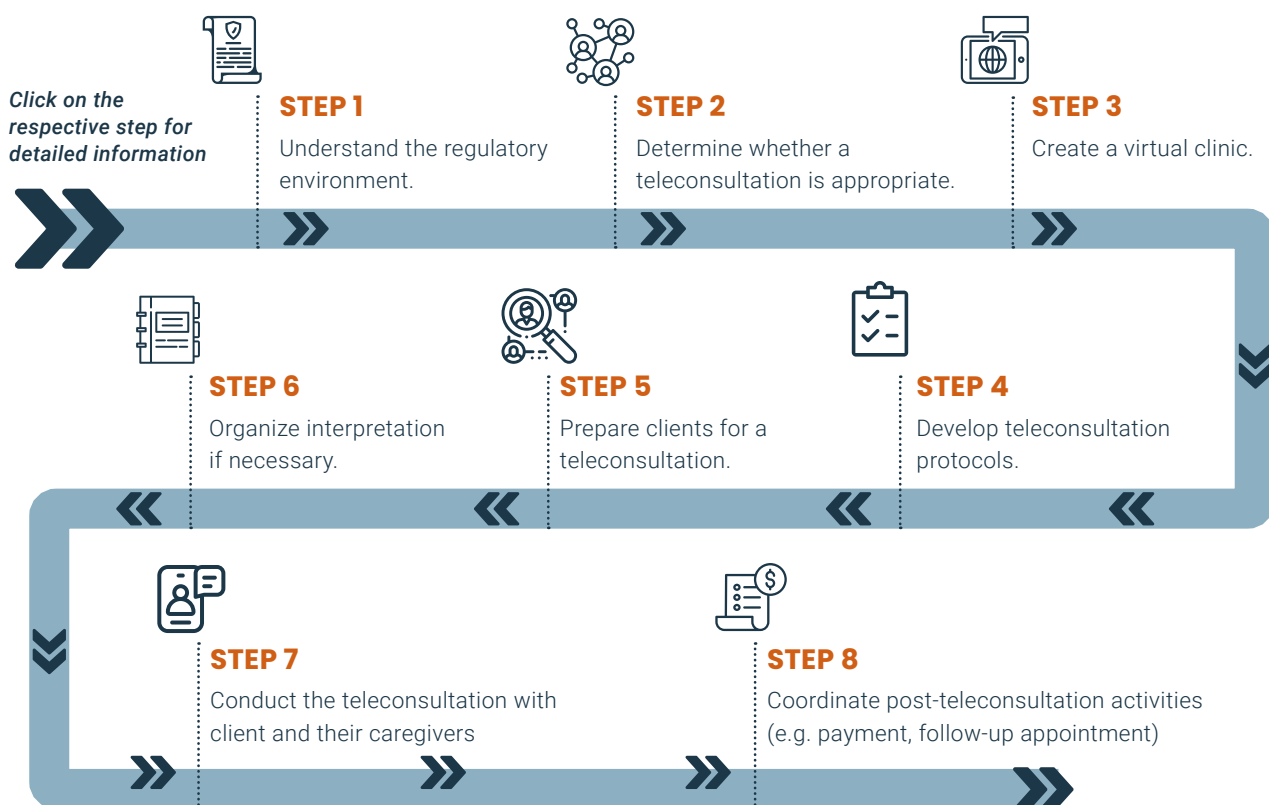 Click on the
respective step for
detailed information
STEP 1
Understand the regulatory
environment.
STEP 2
Determine whether a
teleconsultation is appropriate.
STEP 3
Create a virtual clinic.
STEP 4
Develop teleconsultation
protocols.
STEP 5
Prepare clients for a
teleconsultation.
STEP 6
Organize interpretation
if necessary.
STEP 7
Conduct the teleconsultation with
client and their caregivers
STEP 8
Coordinate post-teleconsultation activities
(e.g. payment, follow-up appointment)